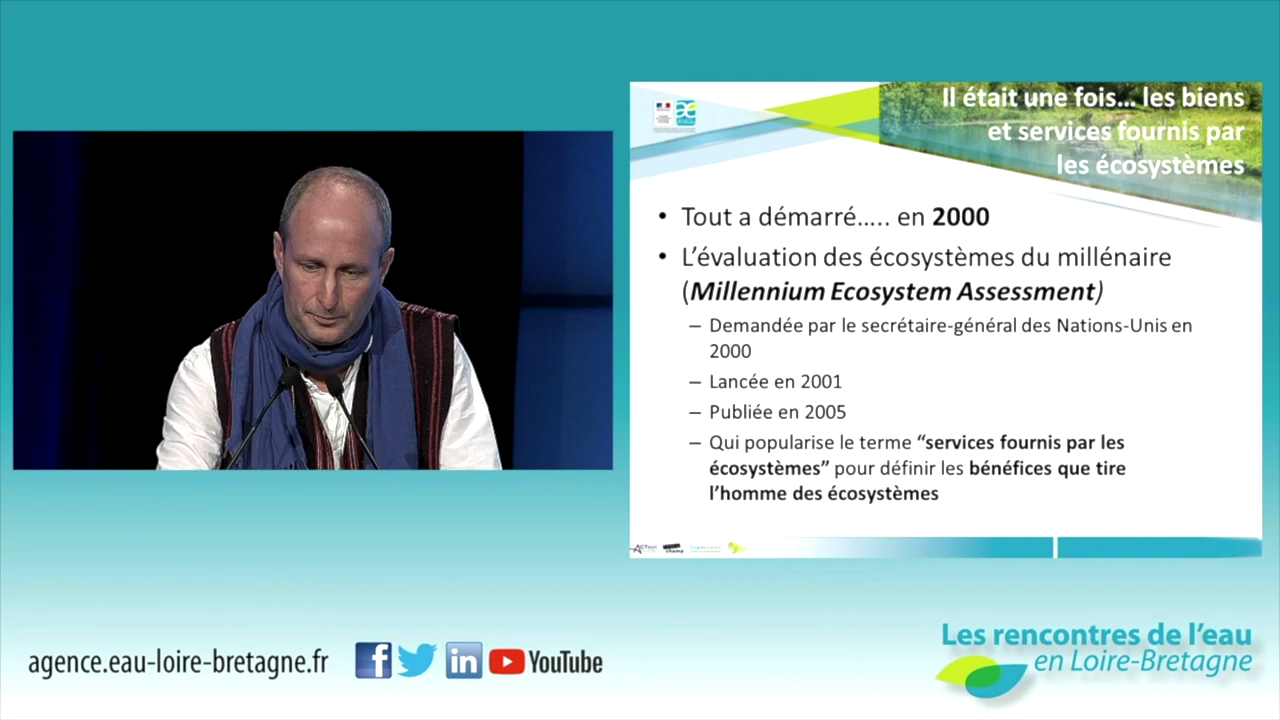 Il était une fois... les biens
et services fournis par
les écosystèmes
• Tout a démarré….. en 2000
• L’évaluation des écosystèmes du millénaire
(Millennium Ecosystem Assessment)
– Demandée par le secrétaire-général des Nations-Unis en
2000
– Lancée en 2001
– Publiée en 2005
– Qui popularise le terme “services fournis par les
écosystèmes” pour définir les bénéfices que tire
l’homme des écosystèmes
agence.eau-loire-bretagne.fr
YouTube
Les rencontres de l’eau
en Loire-Bretagne